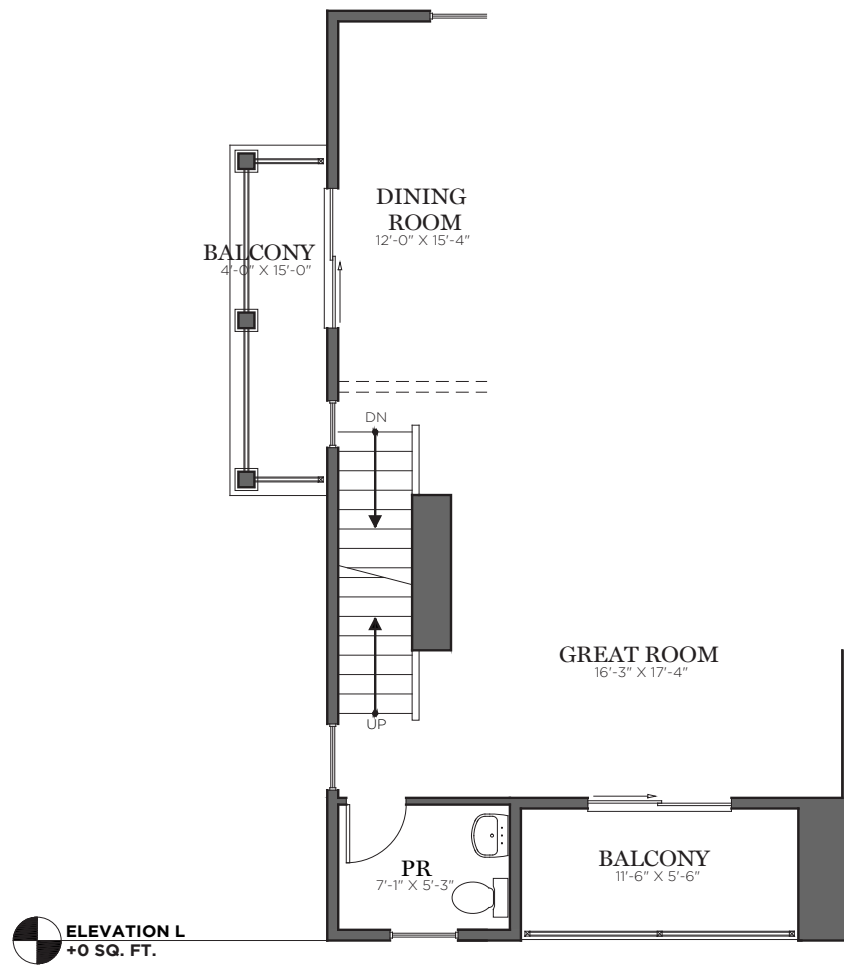 DINING
ROOM
12'-0" X 15'-4"
BALCONY
4'-0" X 15'-0"
DN
GREAT ROOM
16'-3" X 17'-4"
UP
PR
7'-1" X 5'-3"
BALCONY
11'-6" X 5'-6"
ELEVATION L
+0 SQ. FT.